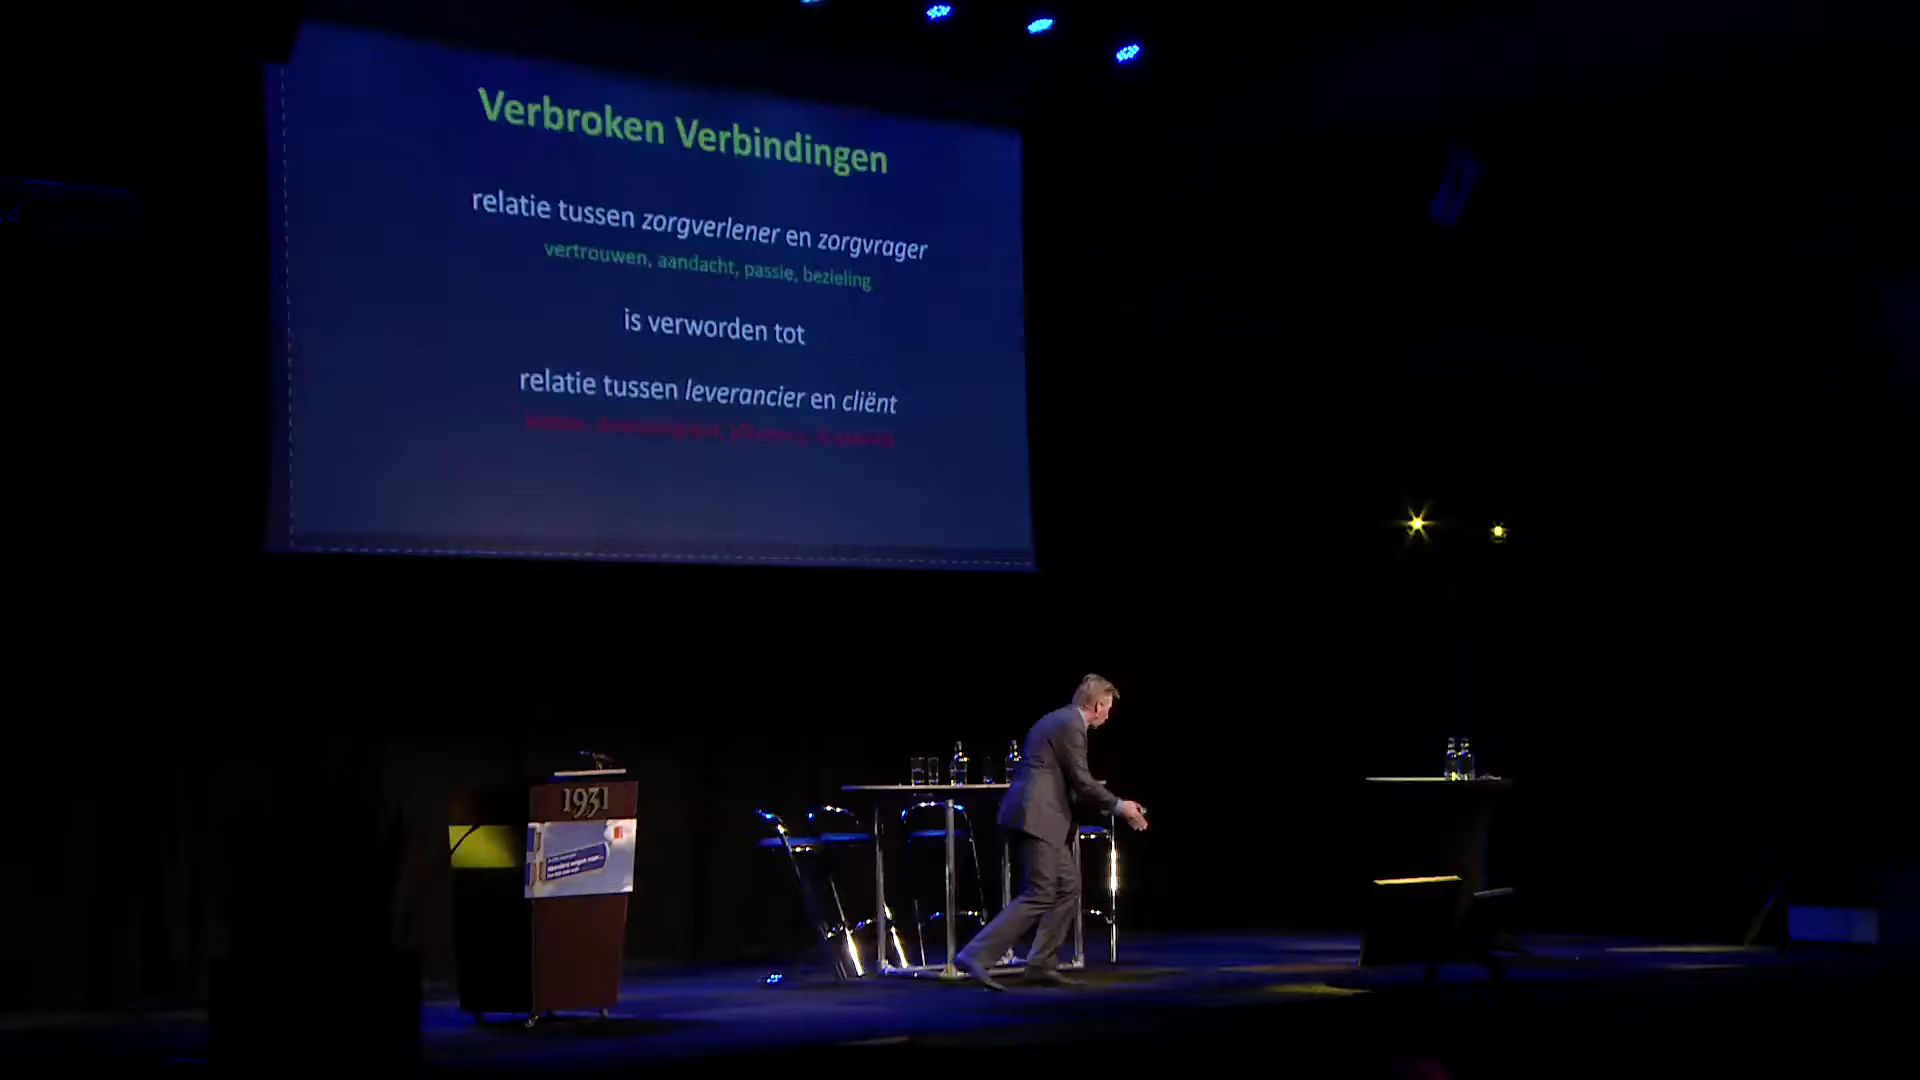 Verbroken Verbindingen
relatie tussen zorgverlener en zorgvrager
vertrouwen, aandacht, passie, bezieling
is verworden tot
relatie tussen leverancier en cliënt
1931